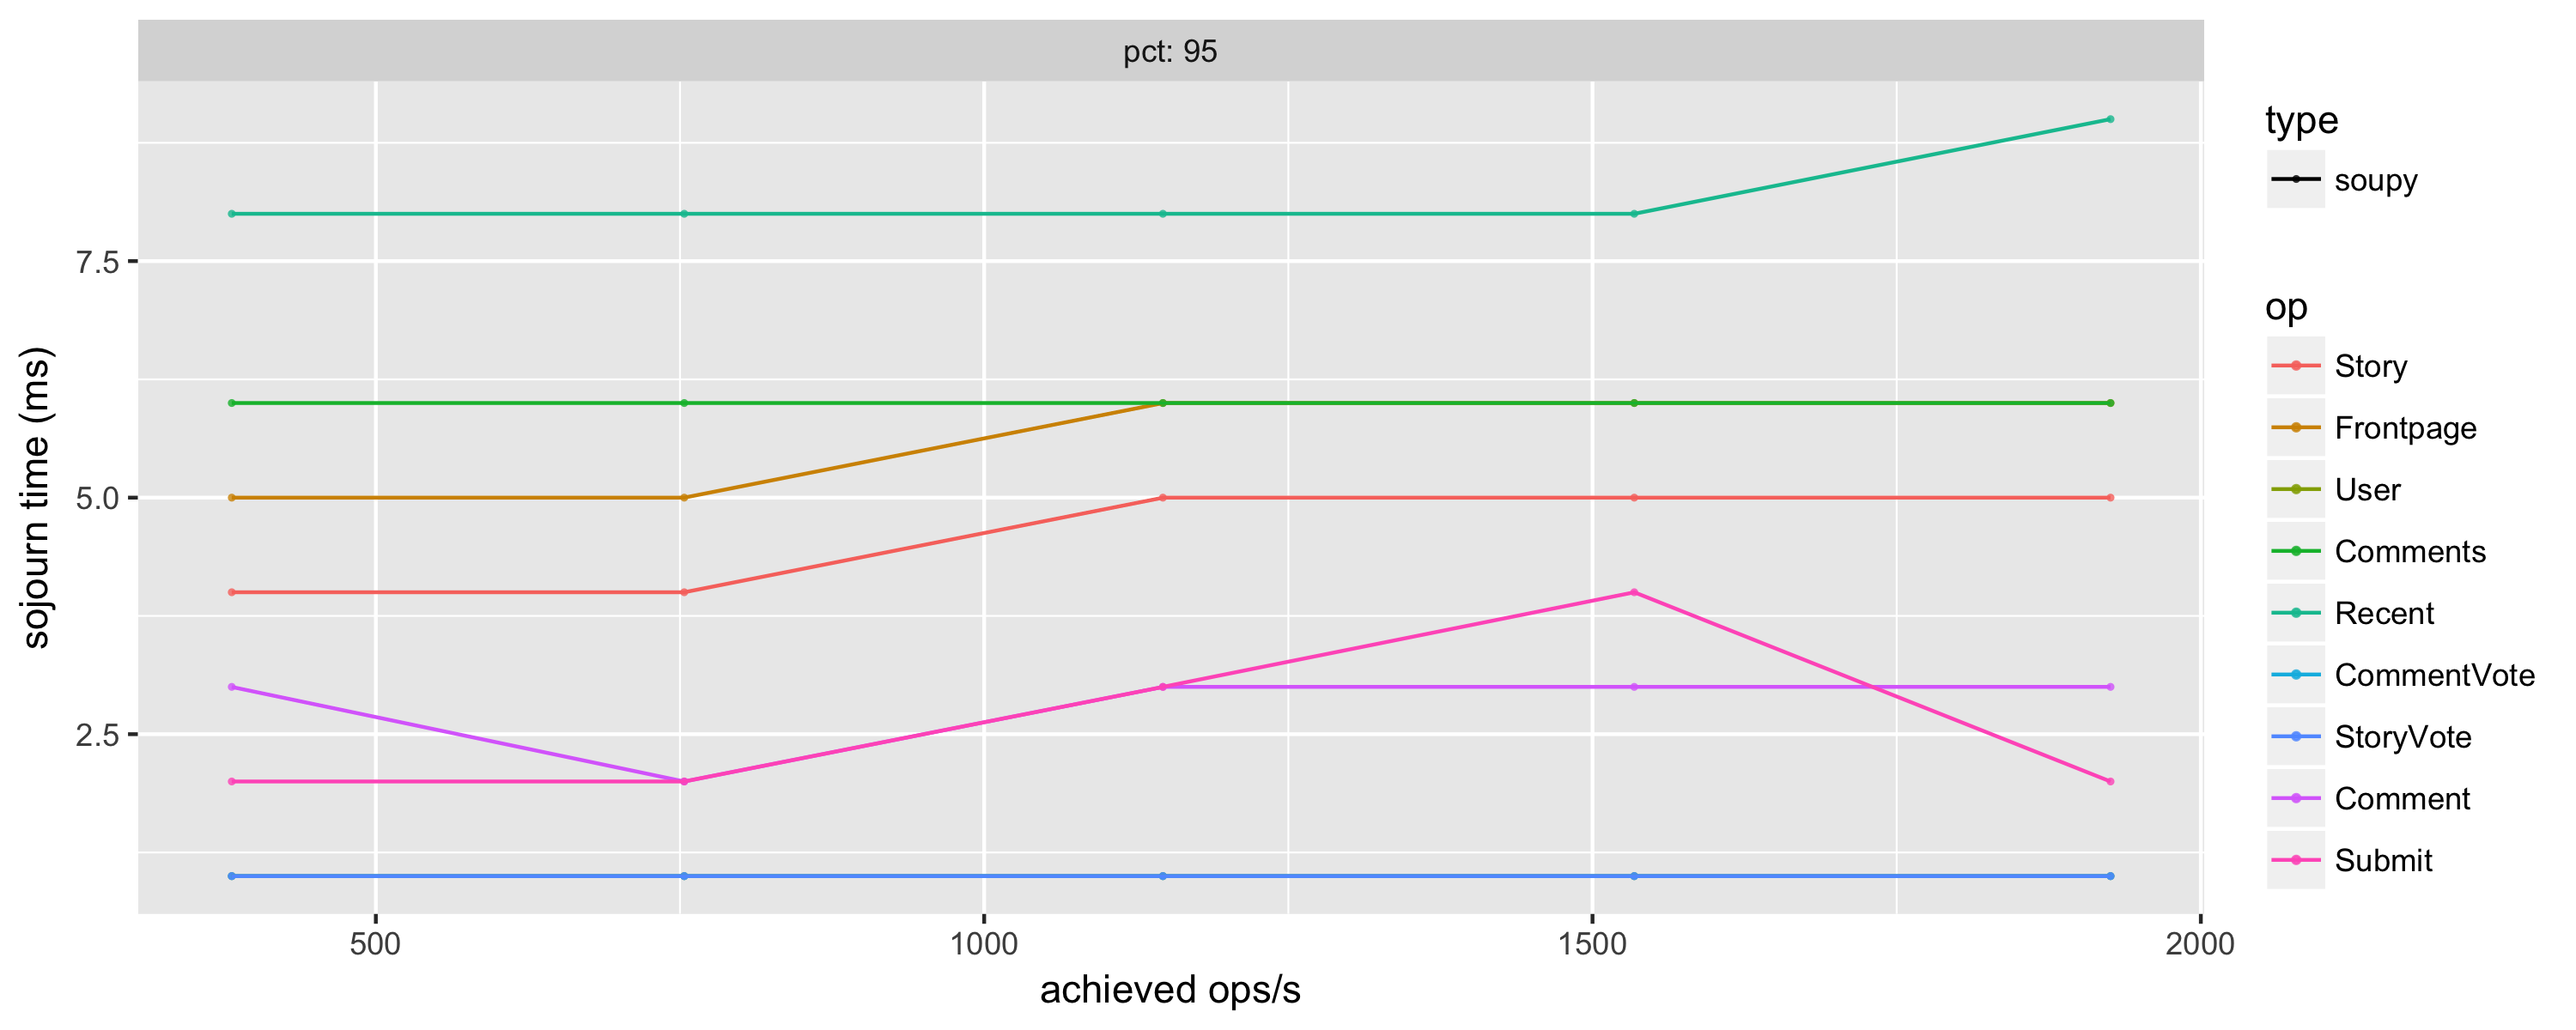 pct: 95
7.5
5.0
2.5
sojourn time (ms)
500
1000
1500
2000
achieved ops/s
type
soupy
op
Story
Frontpage
User
Comments
Recent
CommentVote
StoryVote
Comment
Submit